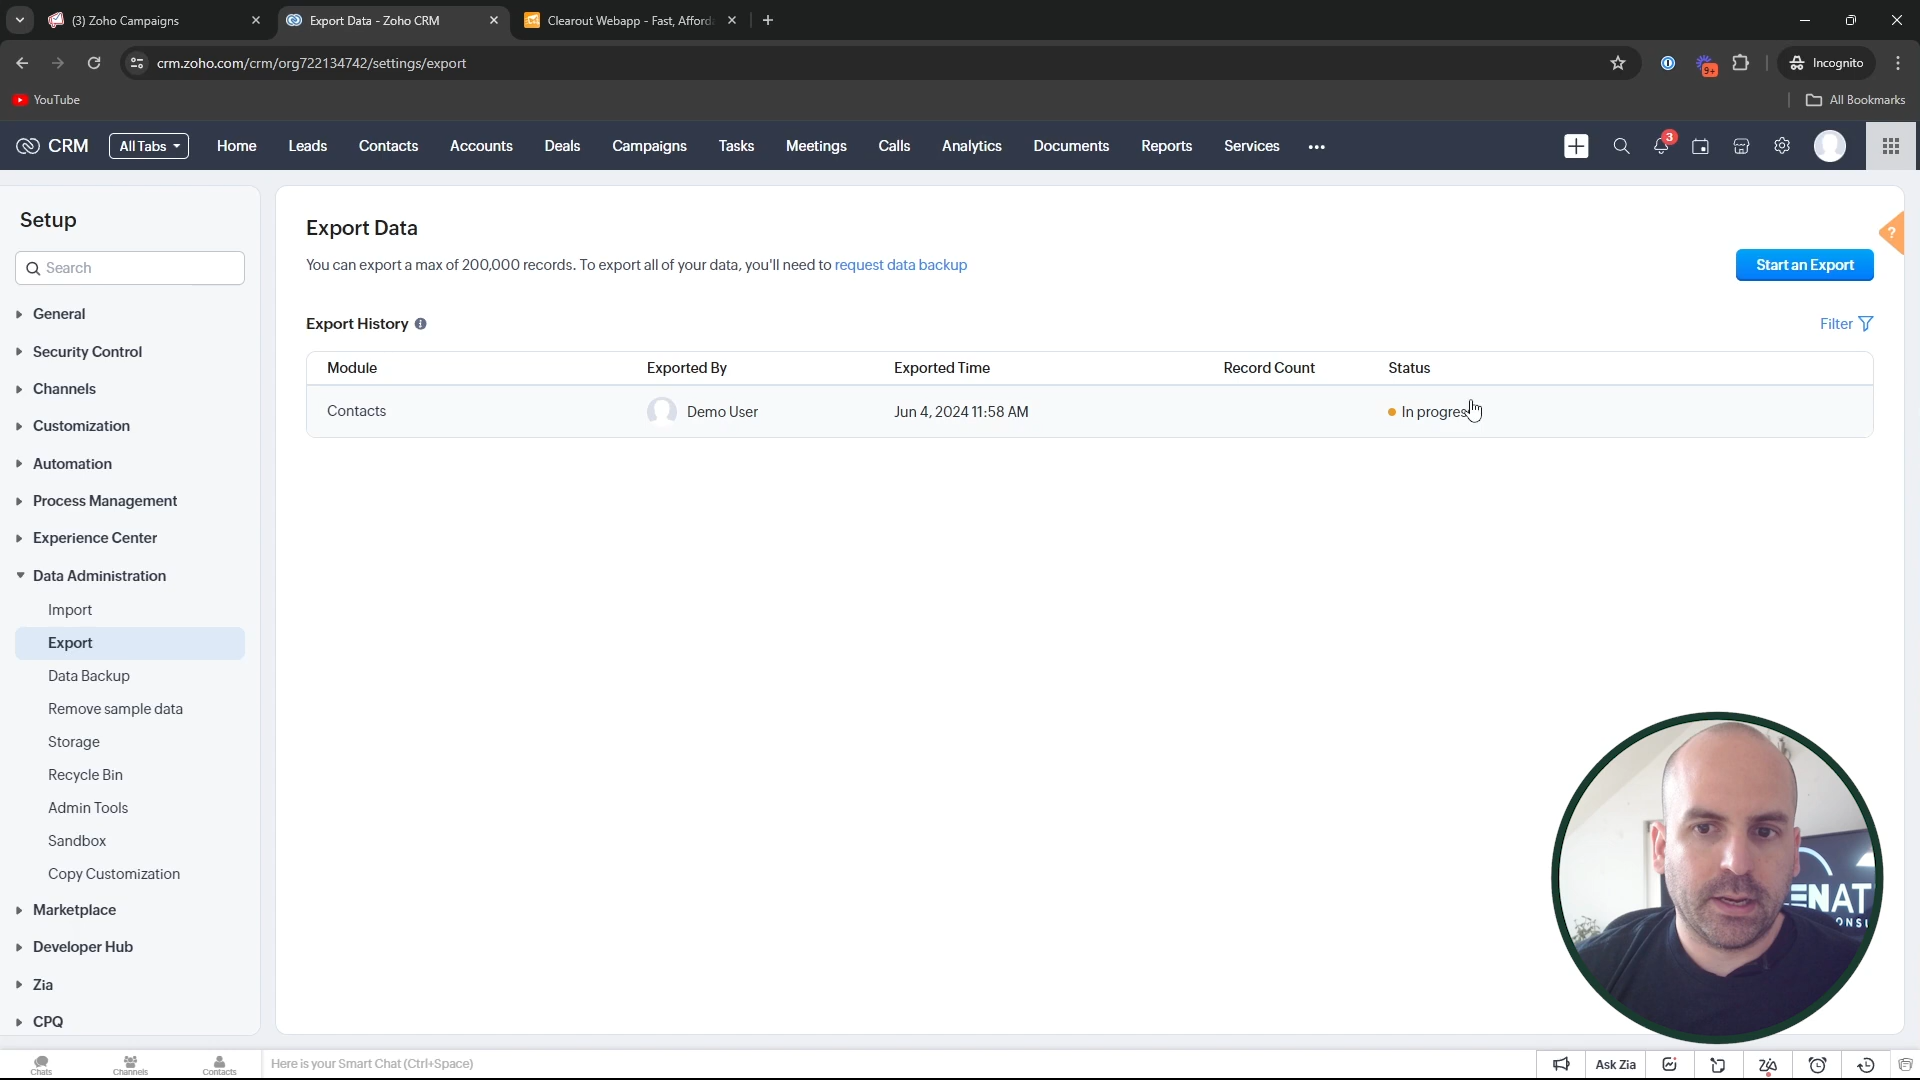 (3) Zoho Campaigns
Export Data - Zoho CRM
Clearout Webapp - Fast, Afforda
crm.zoho.com/crm/org722134742/settings/export
9+
Incognito
YouTube
All Bookmarks
CRM
All Tabs
Home
Leads
Contacts
Accounts
Deals
Campaigns
Tasks
Meetings
Calls
Analytics
Documents
Reports
Services
3
Setup
Search
General
Security Control
Channels
Customization
Automation
Process Management
Experience Center
Data Administration
Import
Export
Data Backup
Remove sample data
Storage
Recycle Bin
Admin Tools
Sandbox
Copy Customization
Marketplace
Developer Hub
Zia
CPQ
Export Data
You can export a max of 200,000 records. To export all of your data, you'll need to request data backup
?
Start an Export
Export History
Filter
Module Exported By Exported Time Record Count Status
Contacts Demo User Jun 4, 2024 11:58 AM In progress
ENAT
ONSU
Chats
Channels
Contacts
Here is your Smart Chat (Ctrl+Space)
Ask Zia